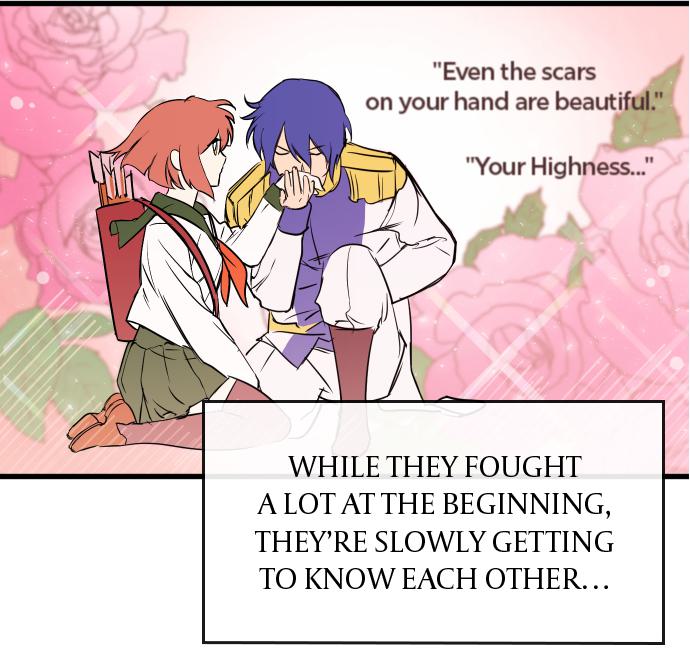 "Even the scars
on your hand are beautiful."
"Your Highness..."
WHILE THEY FOUGHT
A LOT AT THE BEGINNING,
THEY'RE SLOWLY GETTING
TO KNOW EACH OTHER...